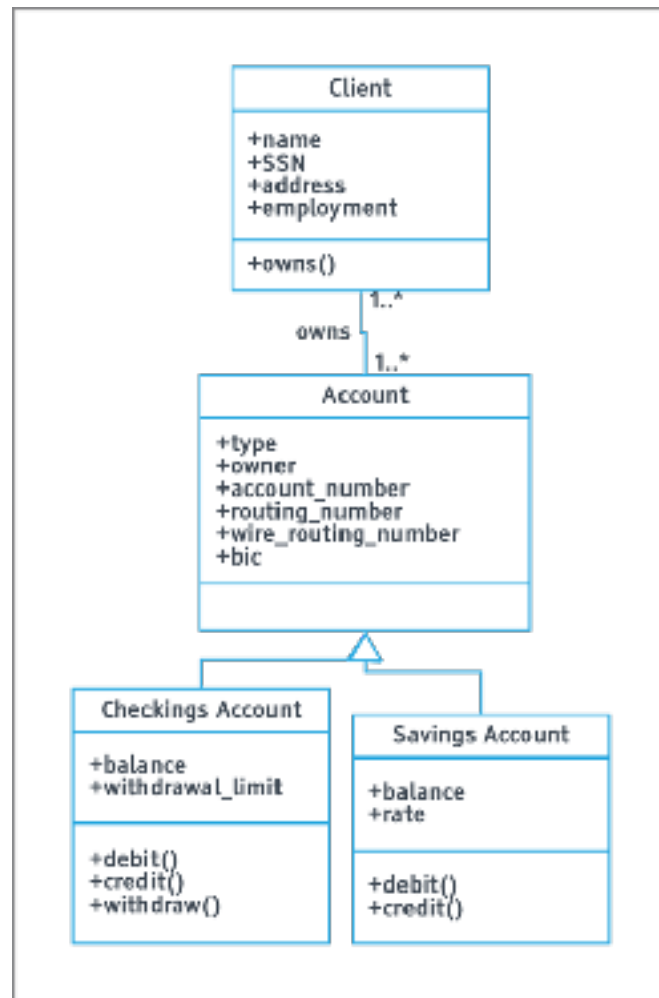 Client
+name
+SSN
+address
+employment
+owns()
1..*
owns
1..*
Account
+type
+owner
+account_number
+routing_number
+wire_routing_number
+bic
Checkings Account
+balance
+withdrawal_limit
+debit()
+credit()
+withdraw()
Savings Account
+balance
+rate
+debit()
+credit()